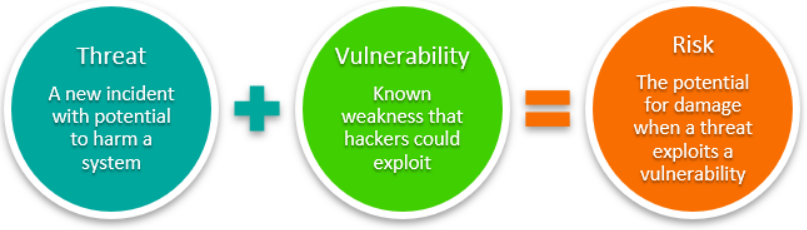 Threat
A new incident
with potential
to harm a
system
Vulnerability
Known
weakness that
hackers could
exploit
Risk
The potential
for damage
when a threat
exploits a
vulnerability